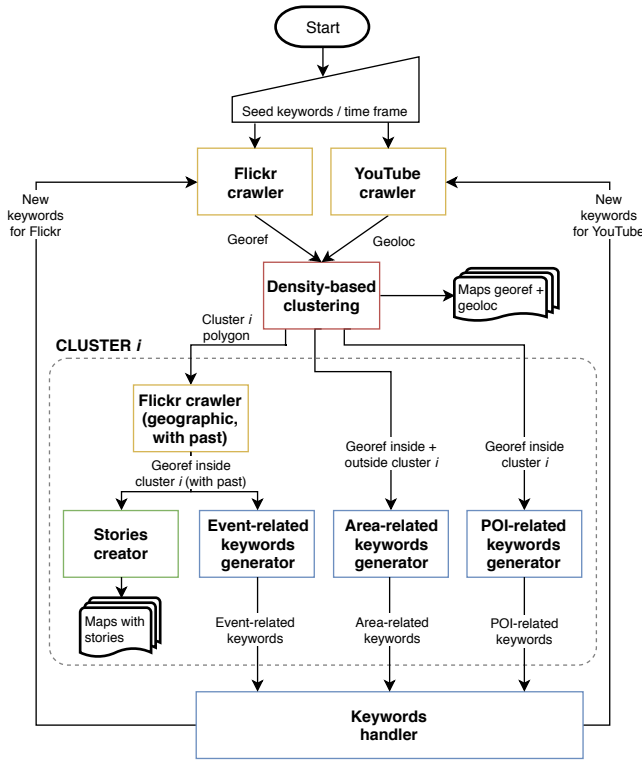 Start
Seed keywords / time frame
Flickr
crawler
YouTube
crawler
New
keywords
for Flickr
New
keywords
for YouTube
Georef
Geoloc
Density-based
clustering
Maps georef +
geoloc
Cluster i
polygon
CLUSTER i
Flickr crawler
(geographic,
with past)
Georef inside
cluster i (with past)
Georef inside +
outside cluster i
Georef inside
cluster i
Stories
creator
Event-related
keywords
generator
Area-related
keywords
generator
POI-related
keywords
generator
Maps with
stories
Event-related
keywords
Area-related
keywords
POI-related
keywords
Keywords
handler